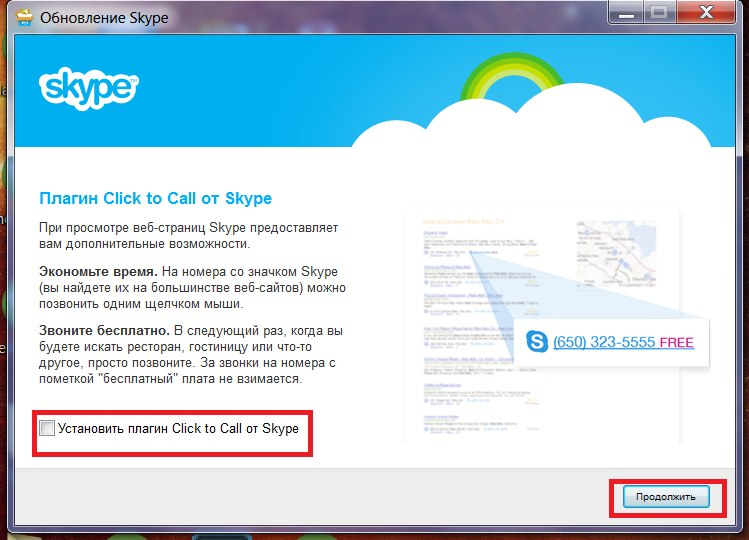 Обновление Skype
skype™
Плагин Click to Call от Skype
При просмотре веб-страниц Skype предоставляет
вам дополнительные возможности.
Экономьте время. На номера со значком Skype
(вы найдете их на большинстве веб-сайтов) можно
позвонить одним щелчком мыши.
Звоните бесплатно. В следующий раз, когда вы
будете искать ресторан, гостиницу или что-то
другое, просто позвоните. За звонки на номера с
пометкой "бесплатный" плата не взимается.
(650) 323-5555 FREE
Установить плагин Click to Call от Skype
Продолжить